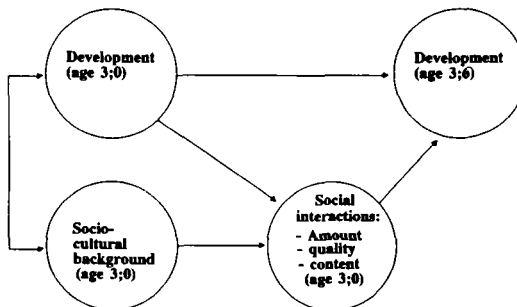 Development
(age 3;0)
Development
(age 3;6)
Socio-
cultural
background
(age 3;0)
Social
interactions:
- Amount
- quality
- content
(age 3;0)